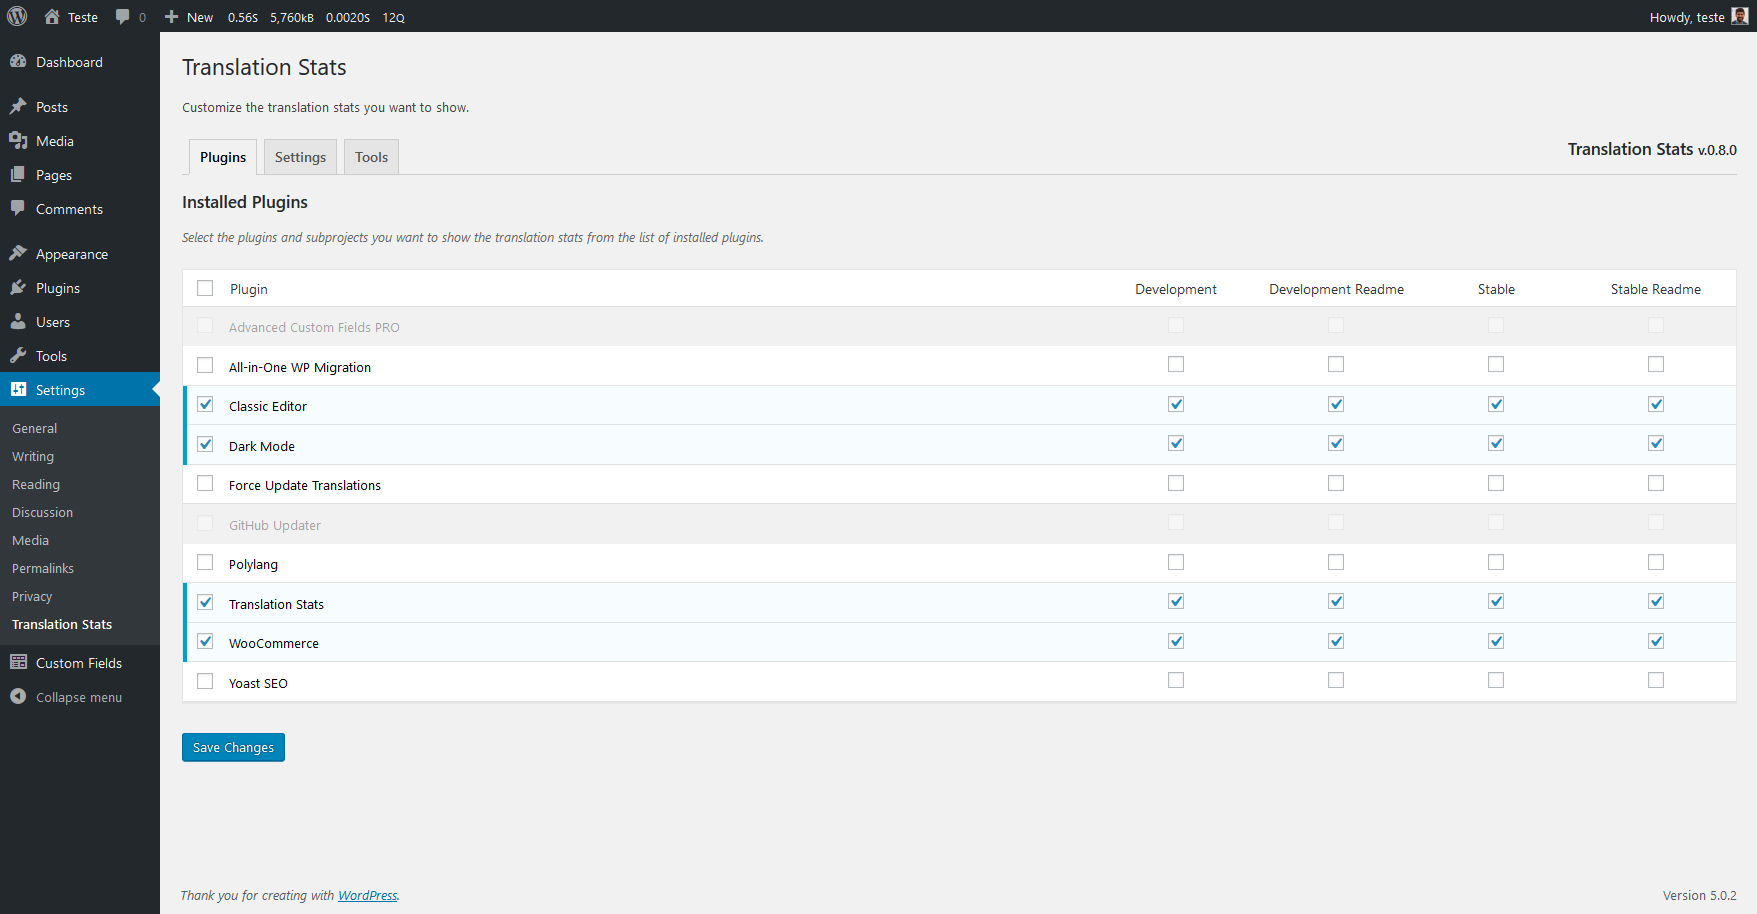 Teste 0 New 0.56s 5,760kB 0.0020s 12Q Howdy, teste
Dashboard
Posts
Media
Pages
Comments
Appearance
Plugins
Users
Tools
Settings
General
Writing
Reading
Discussion
Media
Permalinks
Privacy
Translation Stats
Custom Fields
Collapse menu
Translation Stats
Customize the translation stats you want to show.
Plugins Settings Tools
Translation Stats v.0.8.0
Installed Plugins
Select the plugins and subprojects you want to show the translation stats from the list of installed plugins.
Plugin Development Development Readme Stable Stable Readme
Advanced Custom Fields PRO
All-in-One WP Migration
Classic Editor
Dark Mode
Force Update Translations
GitHub Updater
Polylang
Translation Stats
WooCommerce
Yoast SEO
Save Changes
Thank you for creating with WordPress.
Version 5.0.2